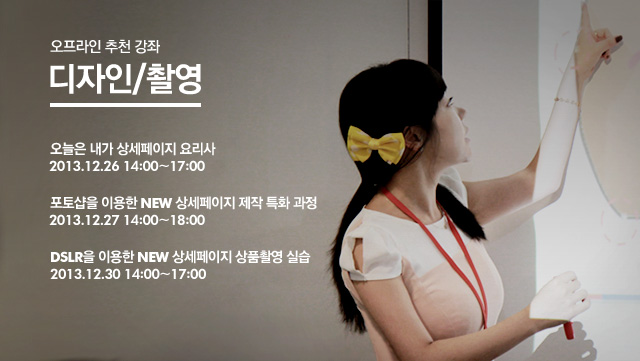 오프라인 추천 강좌
디자인/촬영
오늘은 내가 상세페이지 요리사
2013.12.26 14:00~17:00
포토샵을 이용한 NEW 상세페이지 제작 특화 과정
2013.12.27 14:00~18:00
DSLR을 이용한 NEW 상세페이지 상품촬영 실습
2013.12.30 14:00~17:00